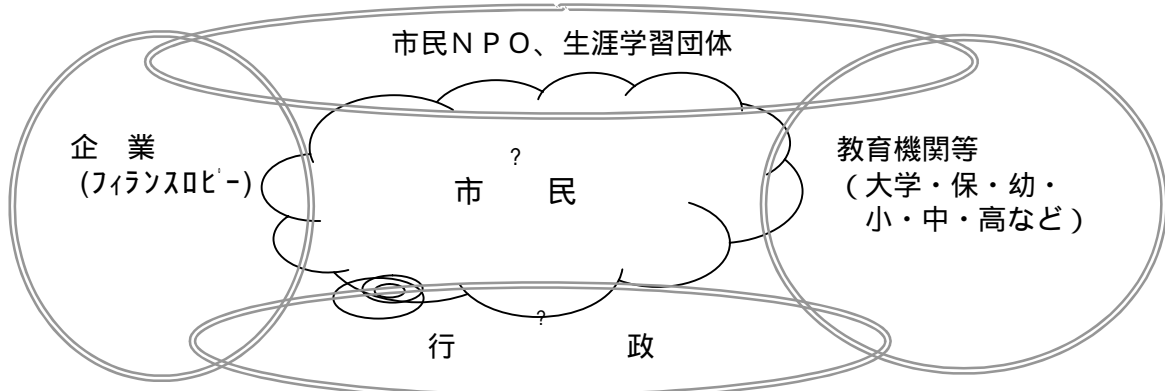 市民ＮＰＯ、生涯学習団体
企　業
(ﾌｨﾗﾝｽﾛﾋﾟｰ)
?
市　　民
教育機関等
（大学・保・幼・
小・中・高など）
?
行　　　　政